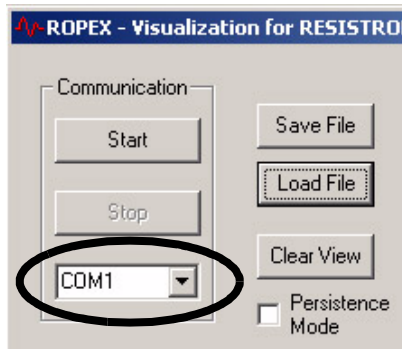 ROPEX - Visualization for RESISTRO
Communication
Start
Stop
COM1
Save File
Load File
Clear View
Persistence
Mode